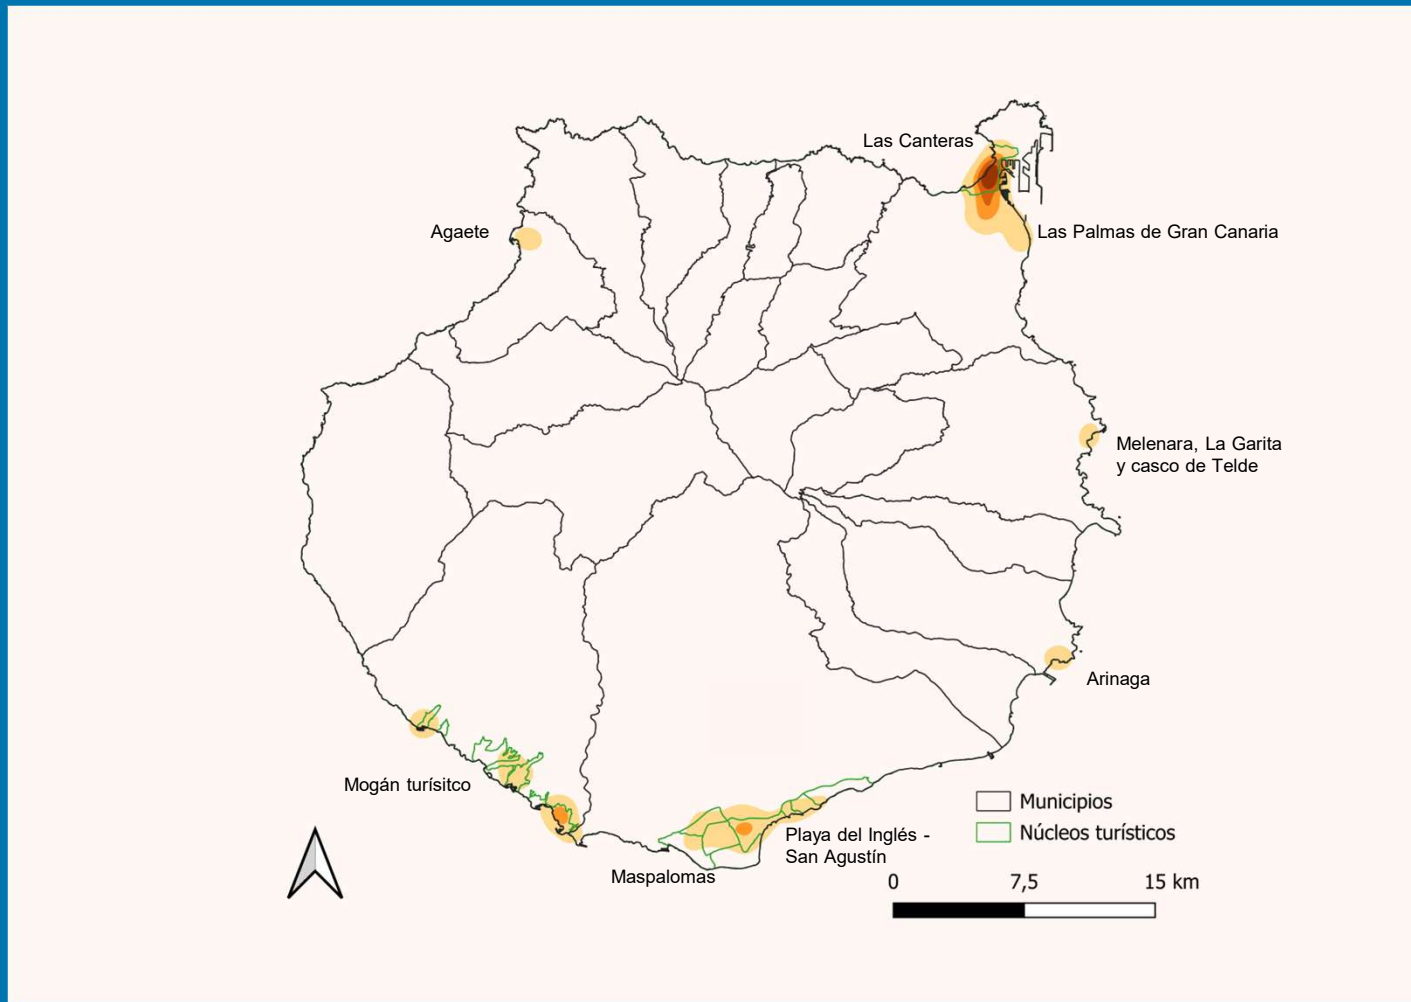 Las Canteras
Agaete
Las Palmas de Gran Canaria
Melenara, La Garita
y casco de Telde
Arinaga
Mogán turísitco
Municipios
Núcleos turísticos
Playa del Inglés -
San Agustín
Maspalomas
0 7,5 15 km